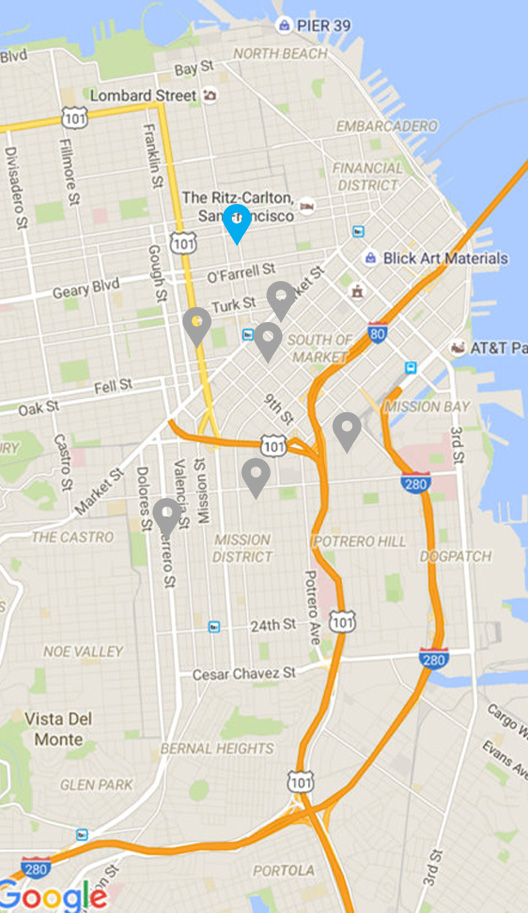 PIER 39
Blvd
NORTH BEACH
Bay St
Lombard Street
101
EMBARCADERO
Divisadero St
Fillmore St
Franklin St
FINANCIAL
DISTRICT
The Ritz-Carlton,
San Francisco
101
Gough St
Blick Art Materials
O'Farrell St
Geary Blvd
Market St
Turk St
80
SOUTH OF
MARKET
AT&T Pa
Fell St
Oak St
9th St
MISSION BAY
3rd St
URY
Castro St
101
Market St
Dolores St
Valencia St
Mission St
280
THE CASTRO
Guerrero St
MISSION
DISTRICT
POTRERO HILL
DOGPATCH
S
Potrero Ave
24th St
101
NOE VALLEY
280
Cesar Chavez St
Vista Del
Monte
BERNAL HEIGHTS
Cargo W
Evans Ave
GLEN PARK
101
280
on St
PORTOLA
3rd St
Google